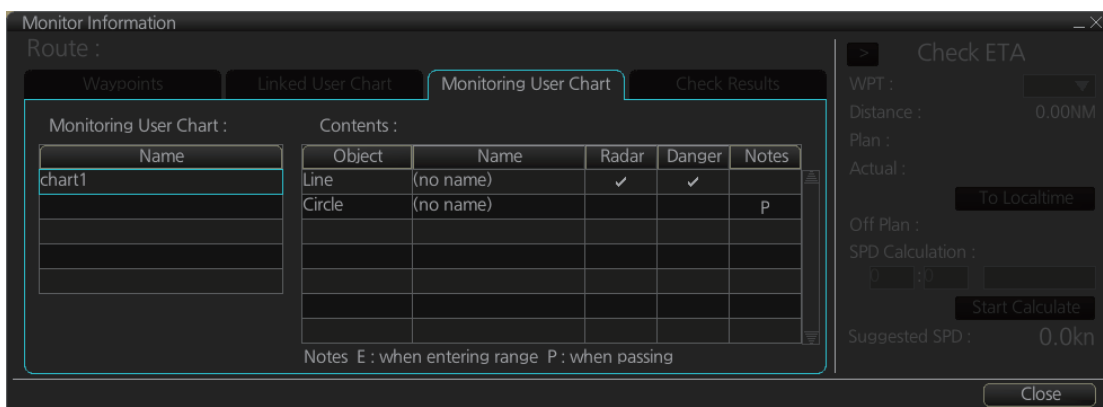 Monitor Information
Route :
Waypoints Linked User Chart Monitoring User Chart Check Results
Monitoring User Chart :
Name
chart1
Contents :
Object Name Radar Danger Notes
Line (no name) ✓ ✓
Circle (no name) P
Notes E : when entering range P : when passing
> Check ETA
WPT :
Distance : 0.00NM
Plan :
Actual :
To Localtime
Off Plan :
SPD Calculation :
0 :0
Start Calculate
Suggested SPD : 0.0kn
Close